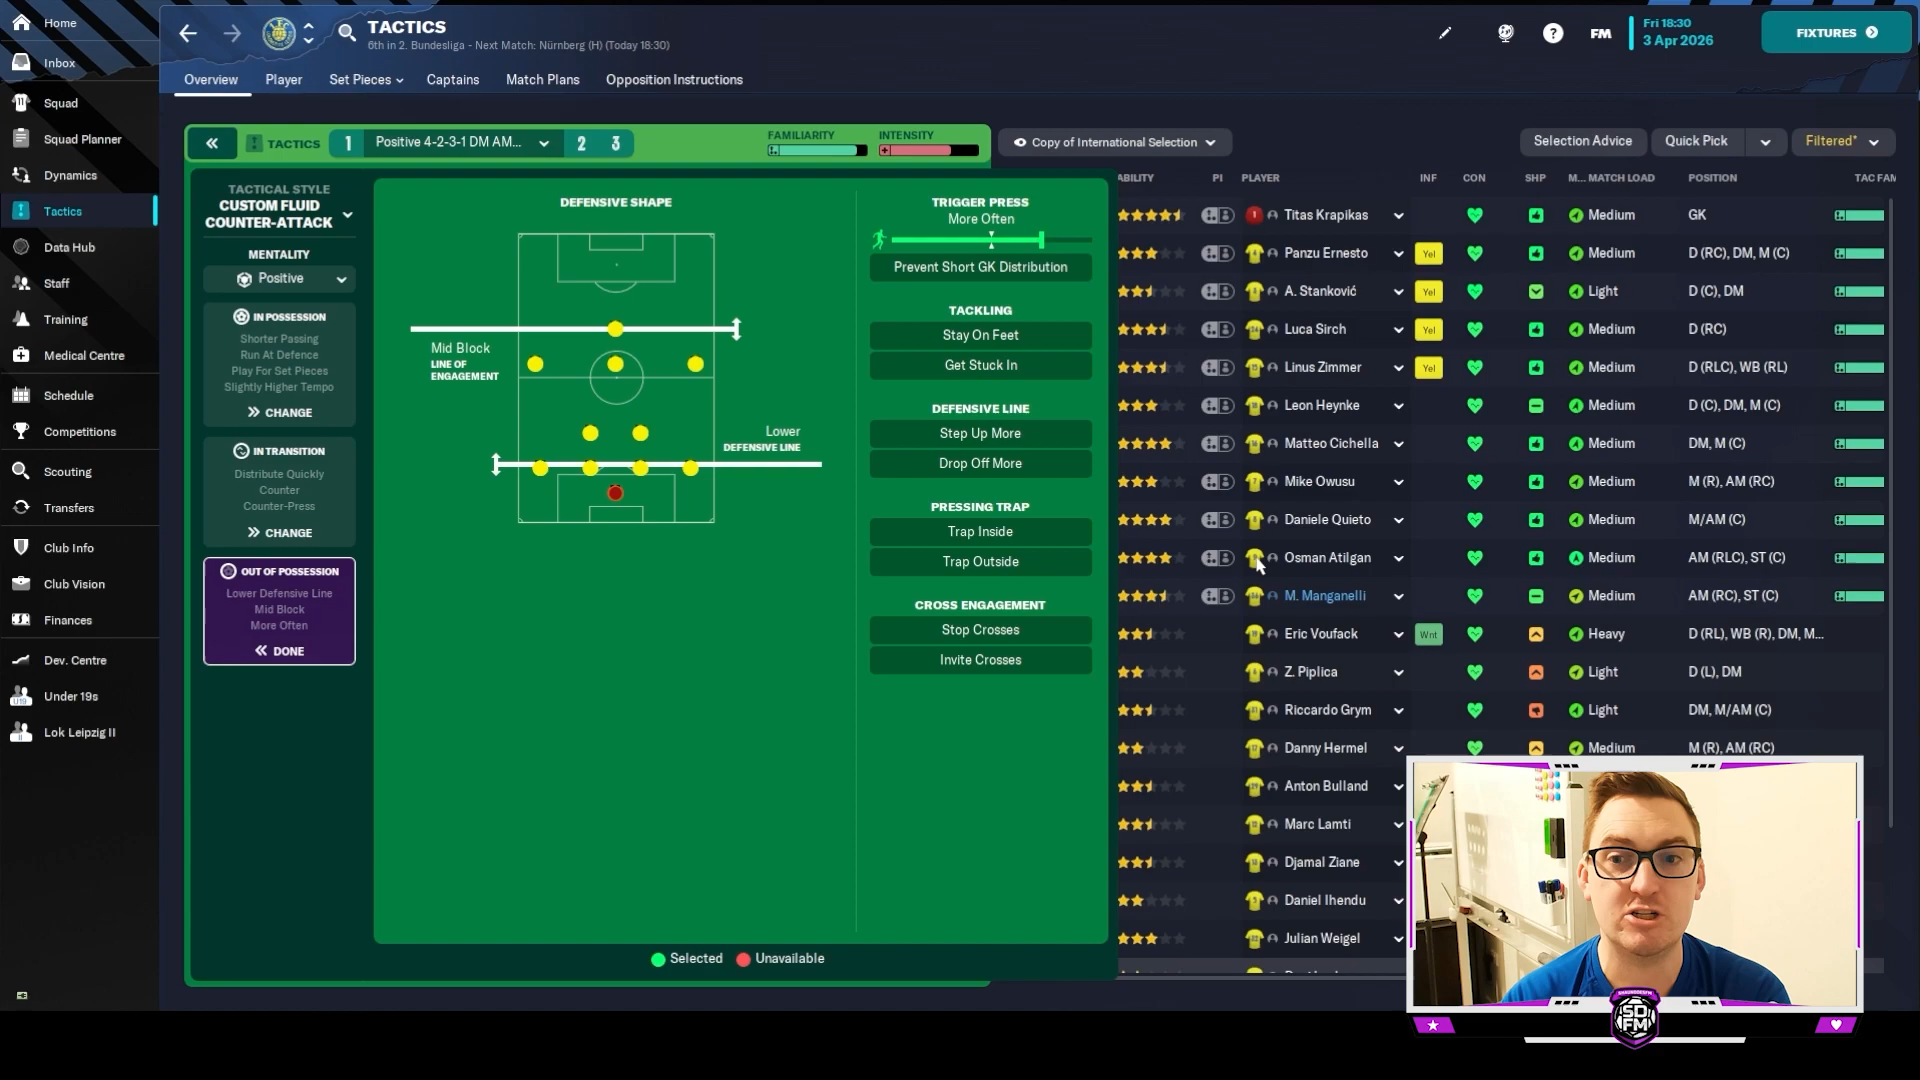 Home
Inbox
Squad
Squad Planner
Dynamics
Tactics
Data Hub
Staff
Training
Medical Centre
Schedule
Competitions
Scouting
Transfers
Club Info
Club Vision
Finances
Dev. Centre
Under 19s
Lok Leipzig II
TACTICS
6th in 2. Bundesliga - Next Match: Nürnberg (H) (Today 18:30)
FM
Fri 18:30
3 Apr 2026
FIXTURES
Overview
Player
Set Pieces
Captains
Match Plans
Opposition Instructions
TACTICS
1
Positive 4-2-3-1 DM AM...
2
3
FAMILIARITY
INTENSITY
Copy of International Selection
Selection Advice
Quick Pick
Filtered*
TACTICAL STYLE
CUSTOM FLUID
COUNTER-ATTACK
MENTALITY
Positive
IN POSSESSION
Shorter Passing
Run At Defence
Play For Set Pieces
Slightly Higher Tempo
CHANGE
IN TRANSITION
Distribute Quickly
Counter
Counter-Press
CHANGE
OUT OF POSSESSION
Lower Defensive Line
Mid Block
More Often
DONE
DEFENSIVE SHAPE
Mid Block
LINE OF
ENGAGEMENT
Lower
DEFENSIVE LINE
TRIGGER PRESS
More Often
Prevent Short GK Distribution
TACKLING
Stay On Feet
Get Stuck In
DEFENSIVE LINE
Step Up More
Drop Off More
PRESSING TRAP
Trap Inside
Trap Outside
CROSS ENGAGEMENT
Stop Crosses
Invite Crosses
Selected
Unavailable
ABILITY PI PLAYER INF CON SHP M... MATCH LOAD POSITION TAC FAM
Titas Krapikas Medium GK
Panzu Ernesto Yel Medium D (RC), DM, M (C)
A. Stanković Yel Light D (C), DM
Luca Sirch Yel Medium D (RC)
Linus Zimmer Yel Medium D (RLC), WB (RL)
Leon Heynke Medium D (C), DM, M (C)
Matteo Cichella Medium DM, M (C)
Mike Owusu Medium M (R), AM (RC)
Daniele Quieto Medium M/AM (C)
Osman Atilgan Medium AM (RLC), ST (C)
M. Manganelli Medium AM (RC), ST (C)
Eric Voufack Wnt Heavy D (RL), WB (R), DM, M...
Z. Piplica Light D (L), DM
Riccardo Grym Light DM, M/AM (C)
Danny Hermel Medium M (R), AM (RC)
Anton Bulland
Marc Lamti
Djamal Ziane
Daniel Ihendu
Julian Weigel
SD
FM